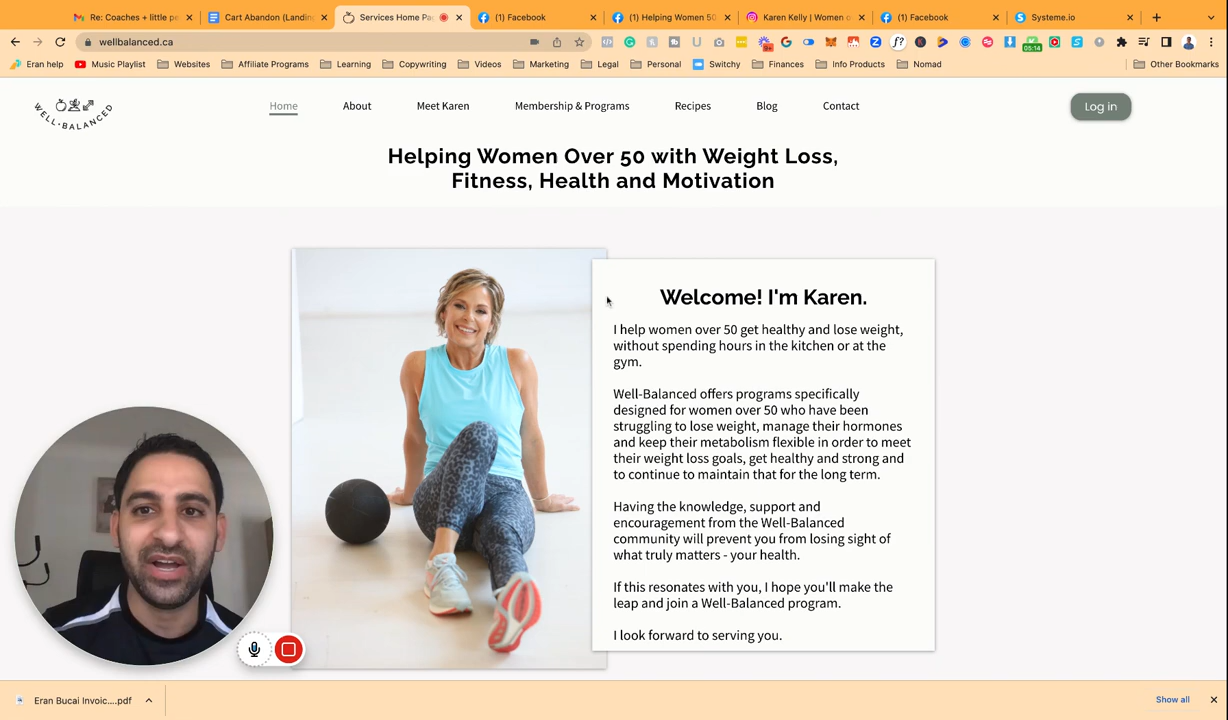 Re: Coaches + little pe
Cart Abandon (Landin
Services Home Pa
(1) Facebook
(1) Helping Women 50
Karen Kelly | Women o
(1) Facebook
Systeme.io
wellbalanced.ca
9+
05:14
Eran help
Music Playlist
Websites
Affiliate Programs
Learning
Copywriting
Videos
Marketing
Legal
Personal
Switchy
Finances
Info Products
Nomad
Other Bookmarks
WELL·BALANCED
Home
About
Meet Karen
Membership & Programs
Recipes
Blog
Contact
Log in
Helping Women Over 50 with Weight Loss,
Fitness, Health and Motivation
Welcome! I'm Karen.
I help women over 50 get healthy and lose weight,
without spending hours in the kitchen or at the
gym.
Well-Balanced offers programs specifically
designed for women over 50 who have been
struggling to lose weight, manage their hormones
and keep their metabolism flexible in order to meet
their weight loss goals, get healthy and strong and
to continue to maintain that for the long term.
Having the knowledge, support and
encouragement from the Well-Balanced
community will prevent you from losing sight of
what truly matters - your health.
If this resonates with you, I hope you'll make the
leap and join a Well-Balanced program.
I look forward to serving you.
Eran Bucai Invoic....pdf
Show all